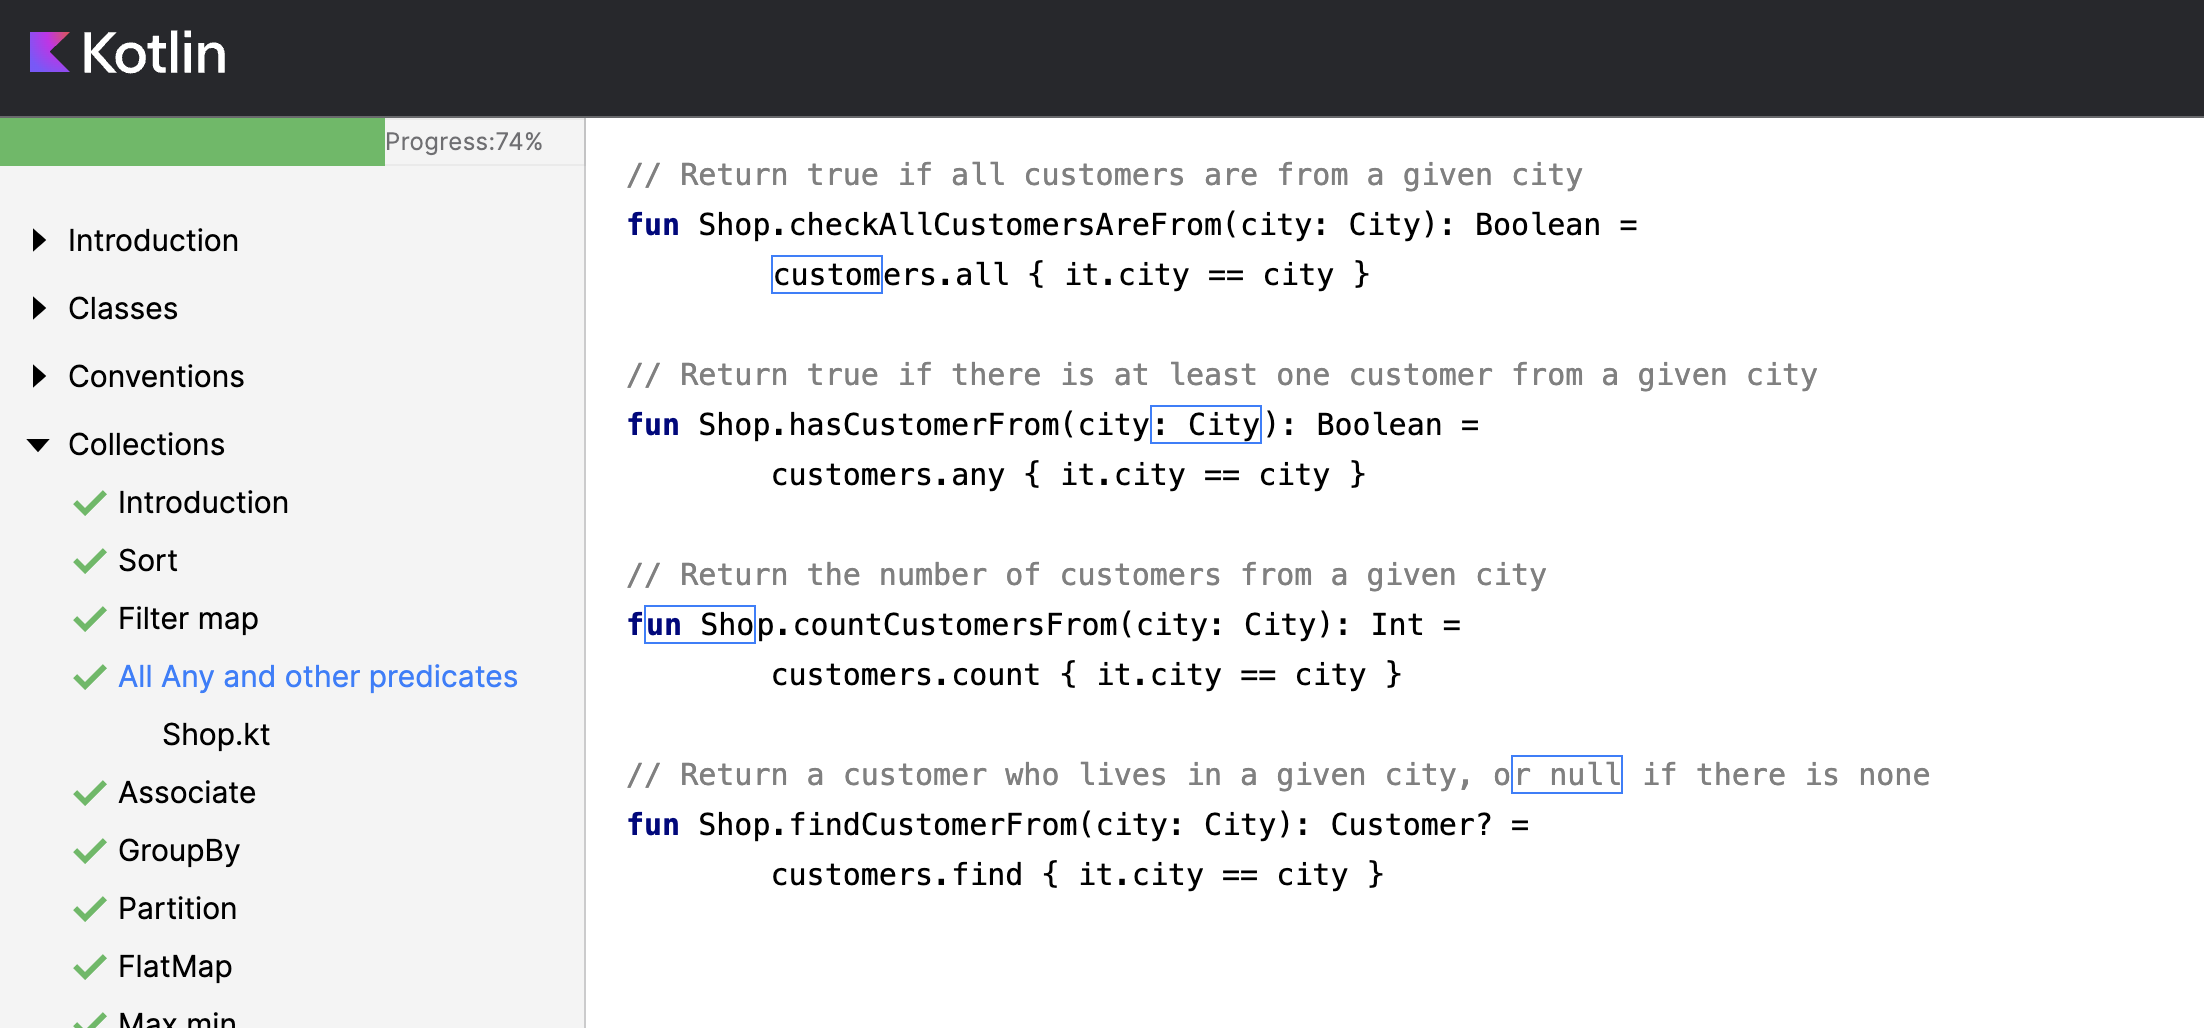 Kotlin
Progress:74%
Introduction
Classes
Conventions
Collections
Introduction
Sort
Filter map
All Any and other predicates
Shop.kt
Associate
GroupBy
Partition
FlatMap
Max min
// Return true if all customers are from a given city
fun Shop.checkAllCustomersAreFrom(city: City): Boolean =
        customers.all { it.city == city }
// Return true if there is at least one customer from a given city
fun Shop.hasCustomerFrom(city: City): Boolean =
        customers.any { it.city == city }
// Return the number of customers from a given city
fun Shop.countCustomersFrom(city: City): Int =
        customers.count { it.city == city }
// Return a customer who lives in a given city, or null if there is none
fun Shop.findCustomerFrom(city: City): Customer? =
        customers.find { it.city == city }